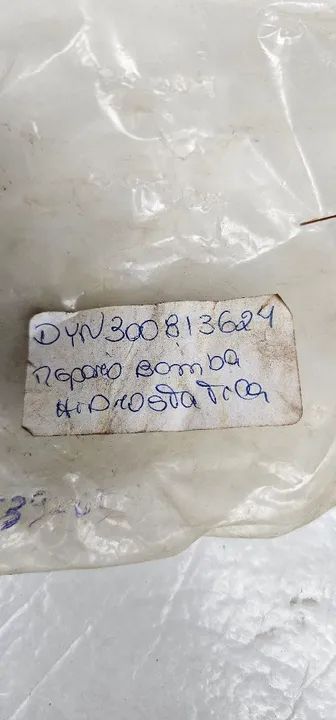 DYN300813624
Reparo Bomba
HiDrostatica